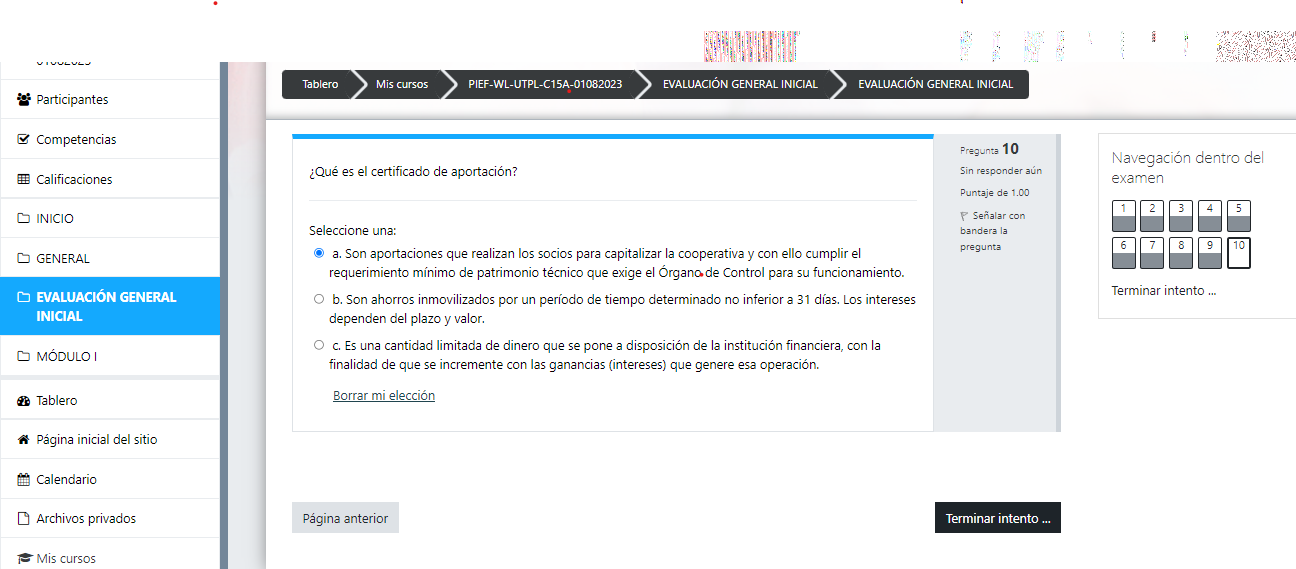 Tablero
Mis cursos
PIEF-WL-UTPL-C15A-01082023
EVALUACIÓN GENERAL INICIAL
EVALUACIÓN GENERAL INICIAL
Participantes
Competencias
Calificaciones
INICIO
GENERAL
EVALUACIÓN GENERAL
INICIAL
MÓDULO I
Tablero
Página inicial del sitio
Calendario
Archivos privados
Mis cursos
¿Qué es el certificado de aportación?
Seleccione una:
a. Son aportaciones que realizan los socios para capitalizar la cooperativa y con ello cumplir el
requerimiento mínimo de patrimonio técnico que exige el Órgano de Control para su funcionamiento.
b. Son ahorros inmovilizados por un período de tiempo determinado no inferior a 31 días. Los intereses
dependen del plazo y valor.
c. Es una cantidad limitada de dinero que se pone a disposición de la institución financiera, con la
finalidad de que se incremente con las ganancias (intereses) que genere esa operación.
Borrar mi elección
Pregunta 10
Sin responder aún
Puntaje de 1.00
Señalar con
bandera la
pregunta
Navegación dentro del
examen
1 2 3 4 5
6 7 8 9 10
Terminar intento ...
Página anterior
Terminar intento ...